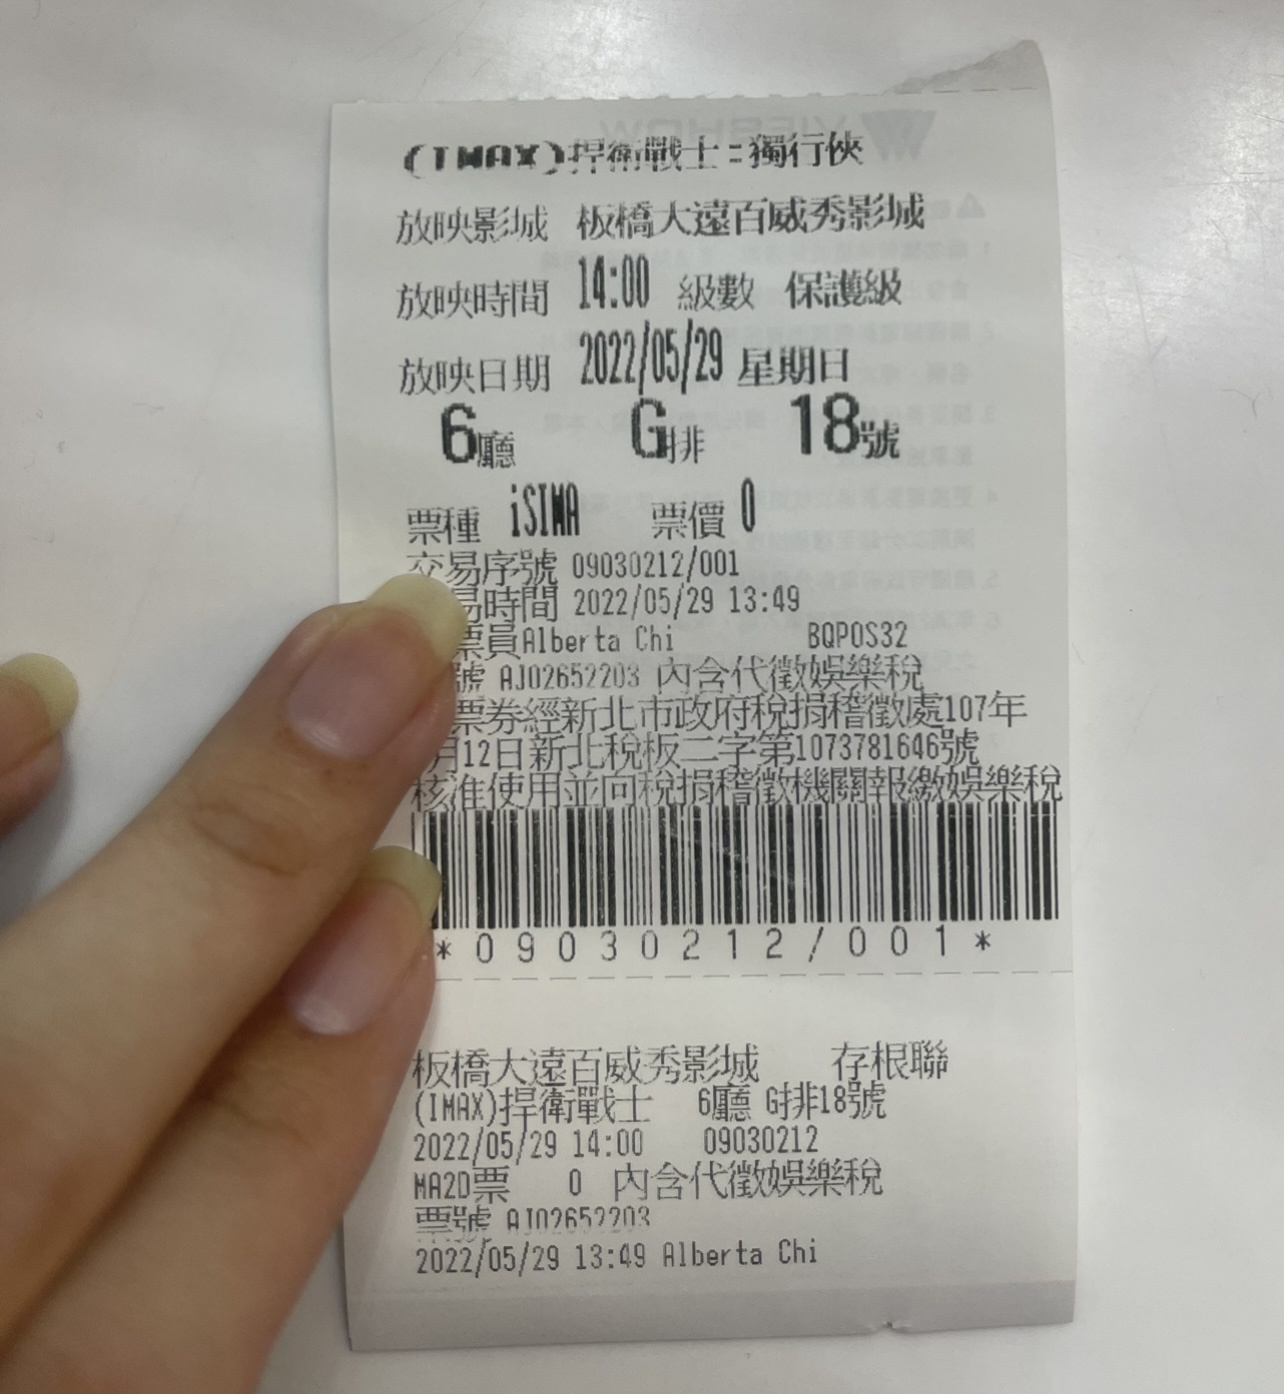 (IMAX)捍衛戰士:獨行俠
放映影城 板橋大遠百威秀影城
放映時間 14:00 級數 保護級
放映日期 2022/05/29 星期日
6廳 G排 18號
票種 iSIMA 票價 0
交易序號 09030212/001
易時間 2022/05/29 13:49
票員Alberta Chi BQPOS32
號 AJ02652203 內含代徵娛樂稅
票券經新北市政府稅捐稽徵處107年
月12日新北稅板二字第1073781646號
核准使用並向稅捐稽徵機關報繳娛樂稅
*09030212/001*
板橋大遠百威秀影城 存根聯
(IMAX)捍衛戰士 6廳 G排18號
2022/05/29 14:00 09030212
MA2D票 0 內含代徵娛樂稅
票號 AJ02652203
2022/05/29 13:49 Alberta Chi